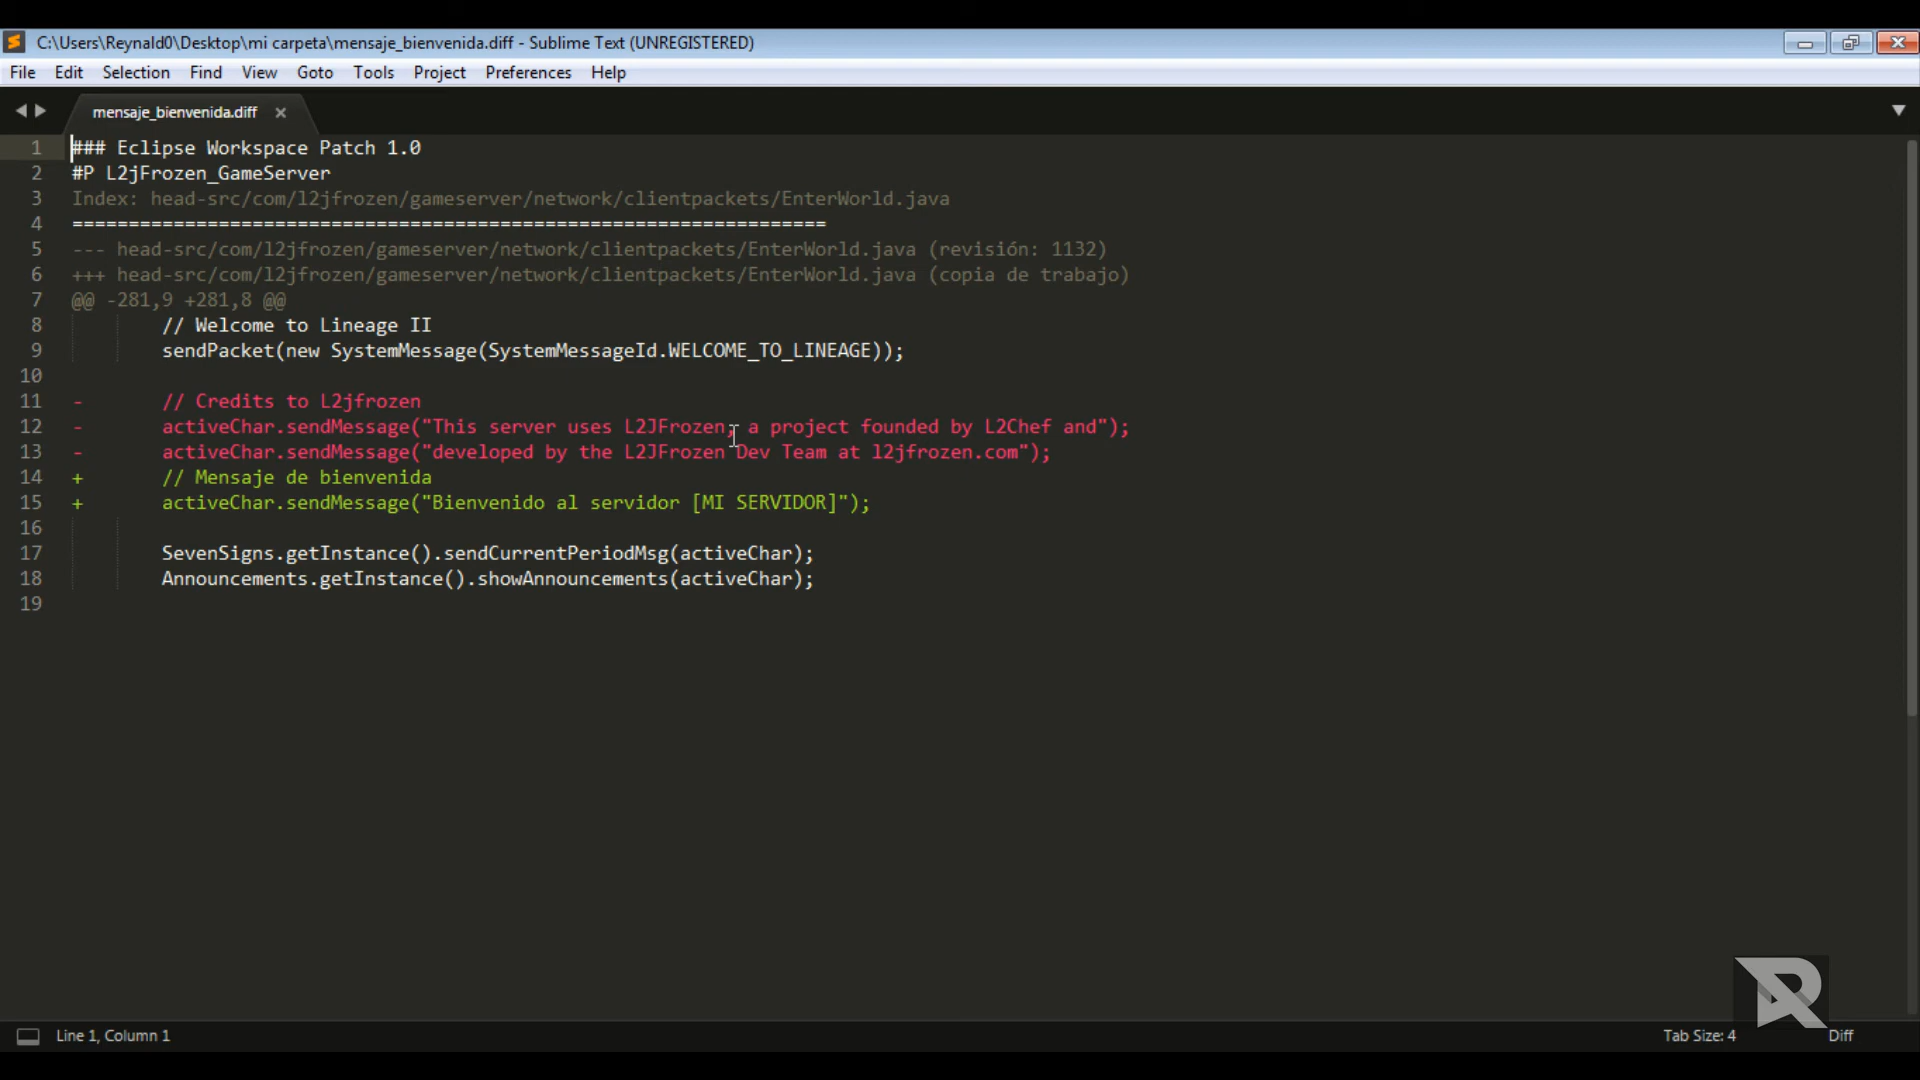 C:\Users\Reynald0\Desktop\mi carpeta\mensaje_bienvenida.diff - Sublime Text (UNREGISTERED)
File Edit Selection Find View Goto Tools Project Preferences Help
mensaje_bienvenida.diff
1 ### Eclipse Workspace Patch 1.0
2 #P L2jFrozen_GameServer
3 Index: head-src/com/l2jfrozen/gameserver/network/clientpackets/EnterWorld.java
4 ===================================================================
5 --- head-src/com/l2jfrozen/gameserver/network/clientpackets/EnterWorld.java (revisión: 1132)
6 +++ head-src/com/l2jfrozen/gameserver/network/clientpackets/EnterWorld.java (copia de trabajo)
7 @@ -281,9 +281,8 @@
8 // Welcome to Lineage II
9 sendPacket(new SystemMessage(SystemMessageId.WELCOME_TO_LINEAGE));
10
11 - // Credits to L2jfrozen
12 - activeChar.sendMessage("This server uses L2JFrozen, a project founded by L2Chef and");
13 - activeChar.sendMessage("developed by the L2JFrozen Dev Team at l2jfrozen.com");
14 + // Mensaje de bienvenida
15 + activeChar.sendMessage("Bienvenido al servidor [MI SERVIDOR]");
16
17 SevenSigns.getInstance().sendCurrentPeriodMsg(activeChar);
18 Announcements.getInstance().showAnnouncements(activeChar);
19
Line 1, Column 1
Tab Size: 4
Diff